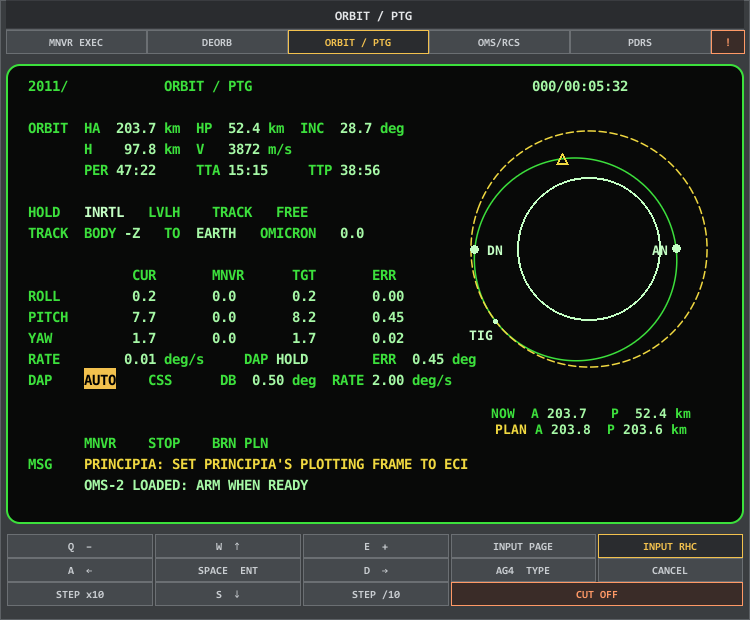 ORBIT / PTG
MNVR EXEC DEORB ORBIT / PTG OMS/RCS PDRS !
2011/ ORBIT / PTG 000/00:05:32
ORBIT HA 203.7 km HP 52.4 km INC 28.7 deg
H 97.8 km V 3872 m/s
PER 47:22 TTA 15:15 TTP 38:56
HOLD INRTL LVLH TRACK FREE
TRACK BODY -Z TO EARTH OMICRON 0.0
DN AN
CUR MNVR TGT ERR
ROLL 0.2 0.0 0.2 0.00
PITCH 7.7 0.0 8.2 0.45
YAW 1.7 0.0 1.7 0.02
TIG
RATE 0.01 deg/s DAP HOLD ERR 0.45 deg
DAP AUTO CSS DB 0.50 deg RATE 2.00 deg/s
NOW A 203.7 P 52.4 km
PLAN A 203.8 P 203.6 km
MNVR STOP BRN PLN
MSG PRINCIPIA: SET PRINCIPIA'S PLOTTING FRAME TO ECI
OMS-2 LOADED: ARM WHEN READY
Q − W ↑ E + INPUT PAGE INPUT RHC
A ← SPACE ENT D → AG4 TYPE CANCEL
STEP x10 S ↓ STEP /10 CUT OFF